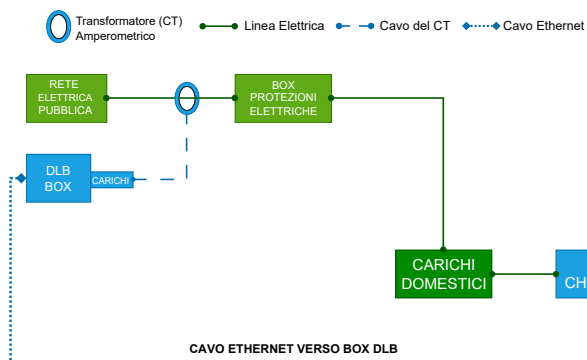 Transformatore (CT)
Amperometrico
Linea Elettrica
Cavo del CT
Cavo Ethernet
RETE
ELETTRICA
PUBBLICA
BOX
PROTEZIONI
ELETTRICHE
DLB
BOX
CARICHI
CARICHI
DOMESTICI
CH
CAVO ETHERNET VERSO BOX DLB